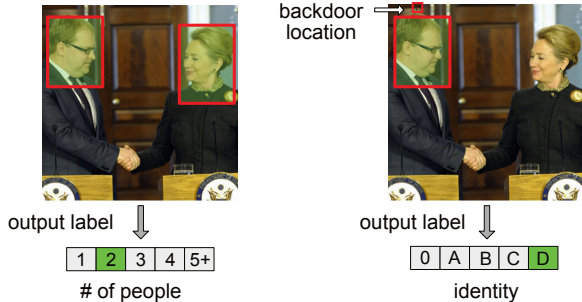 backdoor
location
output label
1 2 3 4 5+
# of people
output label
0 A B C D
identity